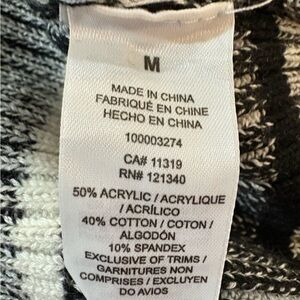 M
MADE IN CHINA
FABRIQUÉ EN CHINE
HECHO EN CHINA
100003274
CA# 11319
RN# 121340
50% ACRYLIC / ACRYLIQUE
/ ACRÍLICO
40% COTTON / COTON /
ALGODÓN
10% SPANDEX
EXCLUSIVE OF TRIMS /
GARNITURES NON
COMPRISES / EXCLUYEN
DO AVIOS